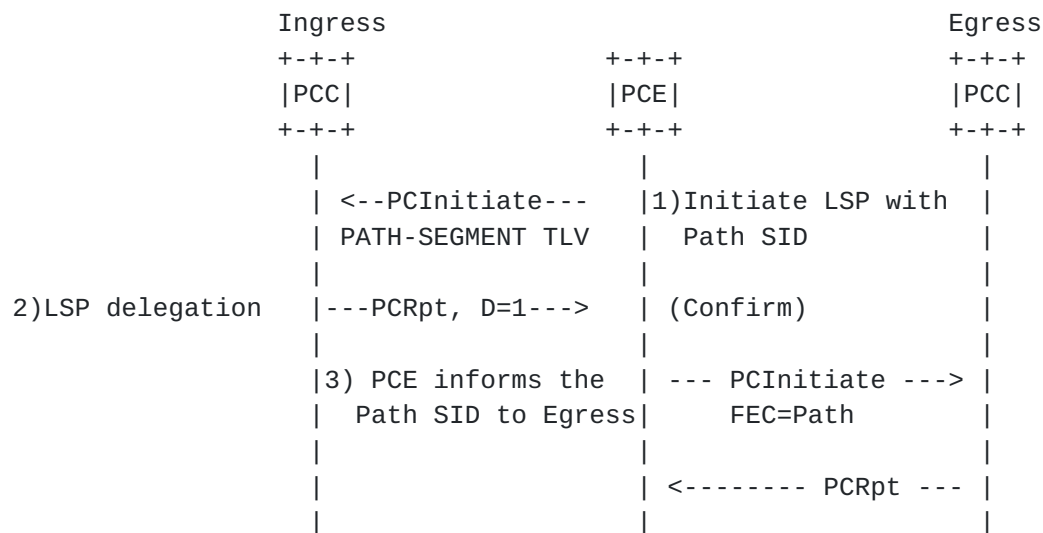 Ingress                                  Egress
                 +-+-+                +-+-+                +-+-+
                 |PCC|                |PCE|                |PCC|
                 +-+-+                +-+-+                +-+-+
                   |                    |                    |
                   | <--PCInitiate---   |1)Initiate LSP with |
                   | PATH-SEGMENT TLV   |  Path SID          |
                   |                    |                    |
2)LSP delegation   |---PCRpt, D=1--->   | (Confirm)          |
                   |                    |                    |
                   |3) PCE informs the  | --- PCInitiate ---> |
                   |  Path SID to Egress|     FEC=Path       |
                   |                    |                    |
                   |                    | <-------- PCRpt --- |
                   |                    |                    |